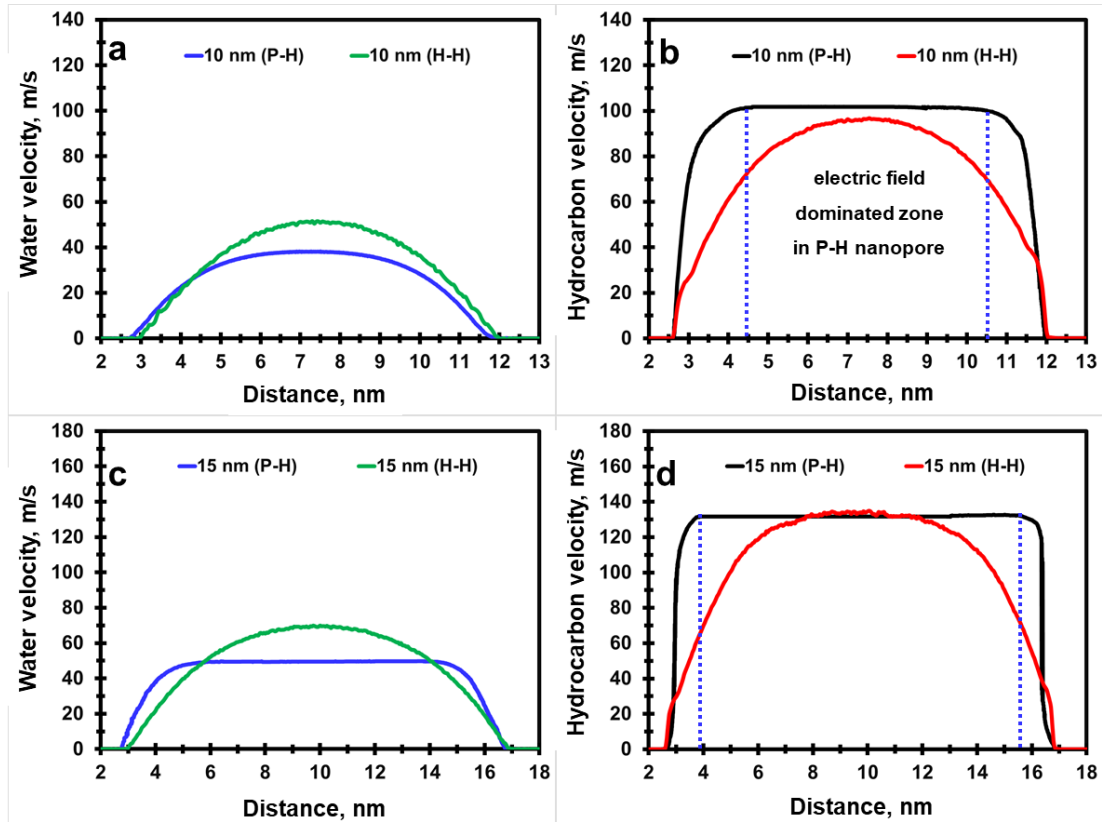 a
10 nm (P-H) 10 nm (H-H)
Water velocity, m/s
140
120
100
80
60
40
20
0
2 3 4 5 6 7 8 9 10 11 12 13
Distance, nm
b
10 nm (P-H) 10 nm (H-H)
Hydrocarbon velocity, m/s
140
120
100
80
60
40
20
0
electric field
dominated zone
in P-H nanopore
2 3 4 5 6 7 8 9 10 11 12 13
Distance, nm
c
15 nm (P-H) 15 nm (H-H)
Water velocity, m/s
180
160
140
120
100
80
60
40
20
0
2 4 6 8 10 12 14 16 18
Distance, nm
d
15 nm (P-H) 15 nm (H-H)
Hydrocarbon velocity, m/s
180
160
140
120
100
80
60
40
20
0
2 4 6 8 10 12 14 16 18
Distance, nm